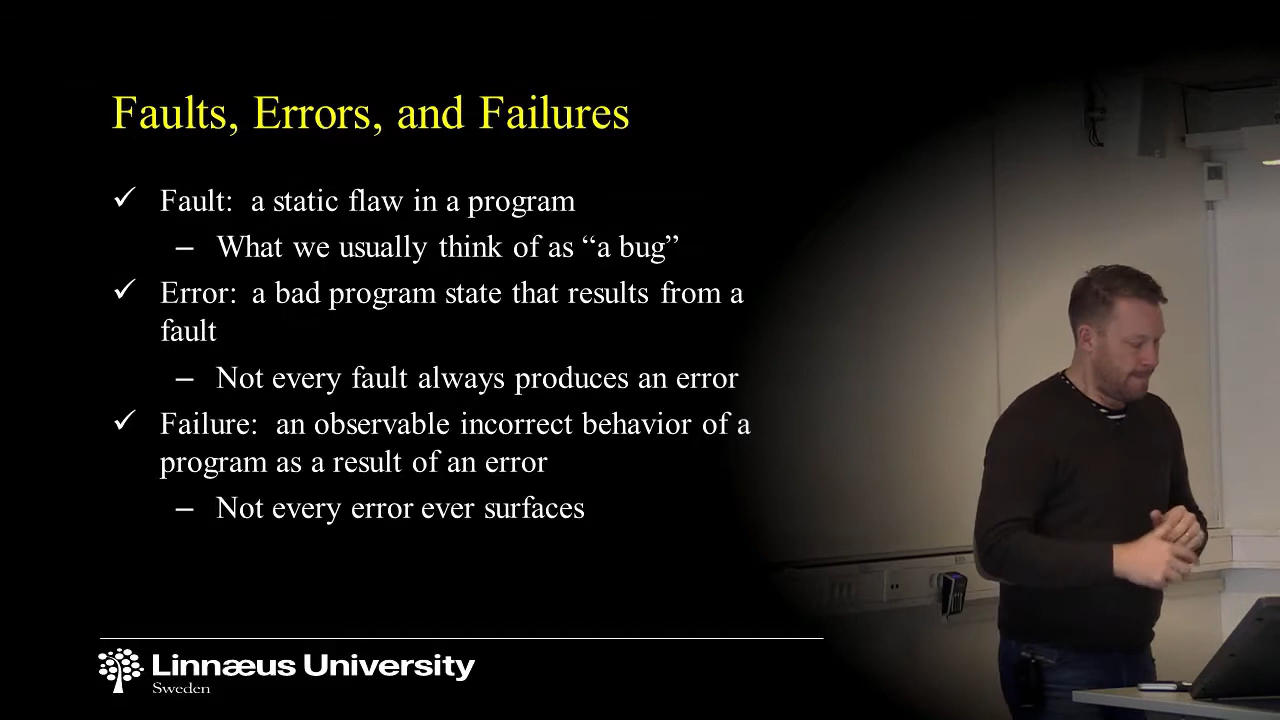 Faults, Errors, and Failures
✓ Fault: a static flaw in a program
– What we usually think of as “a bug”
✓ Error: a bad program state that results from a
fault
– Not every fault always produces an error
✓ Failure: an observable incorrect behavior of a
program as a result of an error
– Not every error ever surfaces
Linnæus University
Sweden